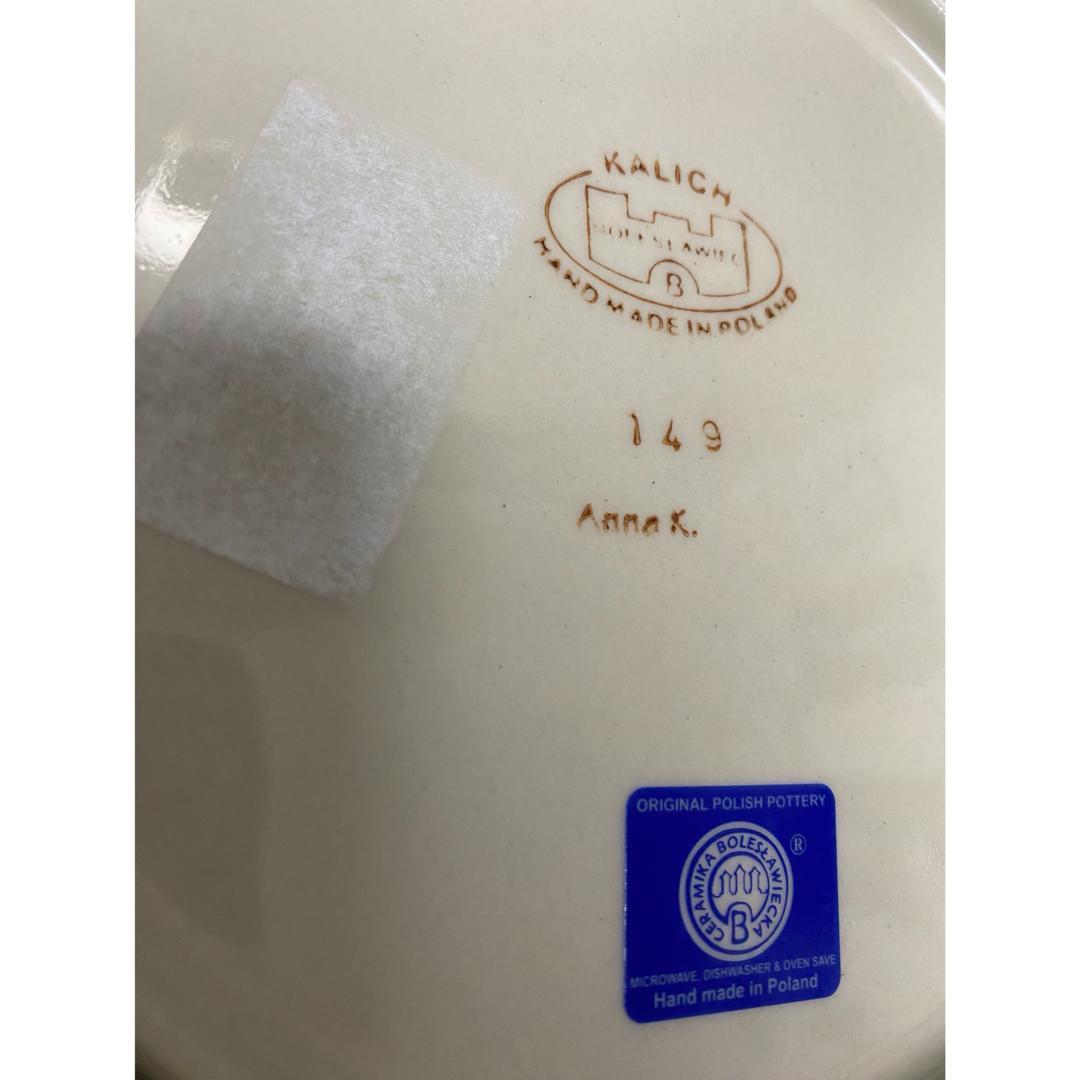 KALICH
BOLESŁAWIEC
B
HAND MADE IN POLAND
149
Anna K.
ORIGINAL POLISH POTTERY
CERAMIKA BOLESŁAWIECKA
®
B
MICROWAVE. DISHWASHER & OVEN SAVE
Hand made in Poland